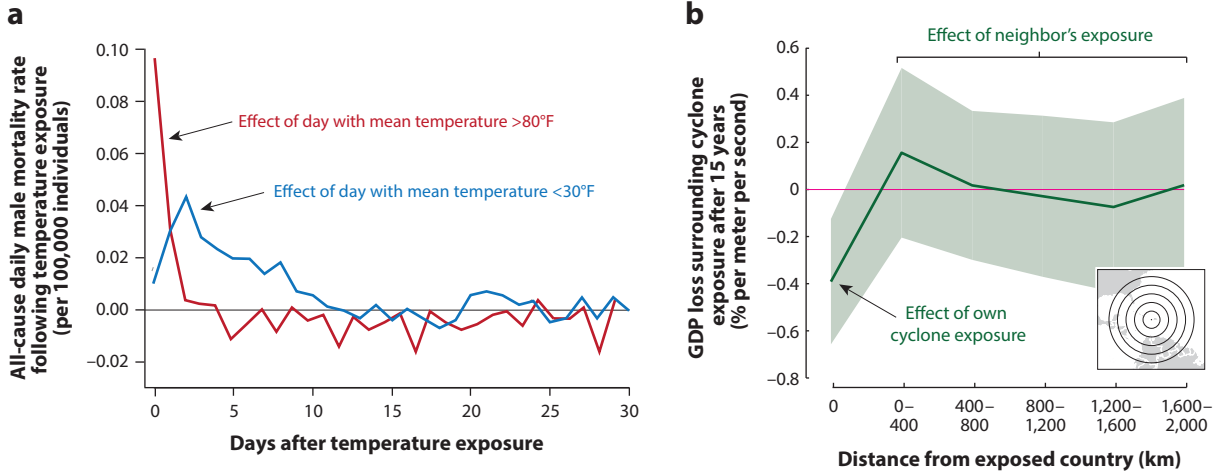 a
All-cause daily male mortality rate
following temperature exposure
(per 100,000 individuals)
0.10
0.08
0.06
0.04
0.02
0.00
−0.02
Effect of day with mean temperature >80°F
Effect of day with mean temperature <30°F
0 5 10 15 20 25 30
Days after temperature exposure
b
GDP loss surrounding cyclone
exposure after 15 years
(% per meter per second)
0.6
0.4
0.2
0
−0.2
−0.4
−0.6
−0.8
Effect of neighbor's exposure
Effect of own
cyclone exposure
0 0– 400– 800– 1,200– 1,600–
400 800 1,200 1,600 2,000
Distance from exposed country (km)